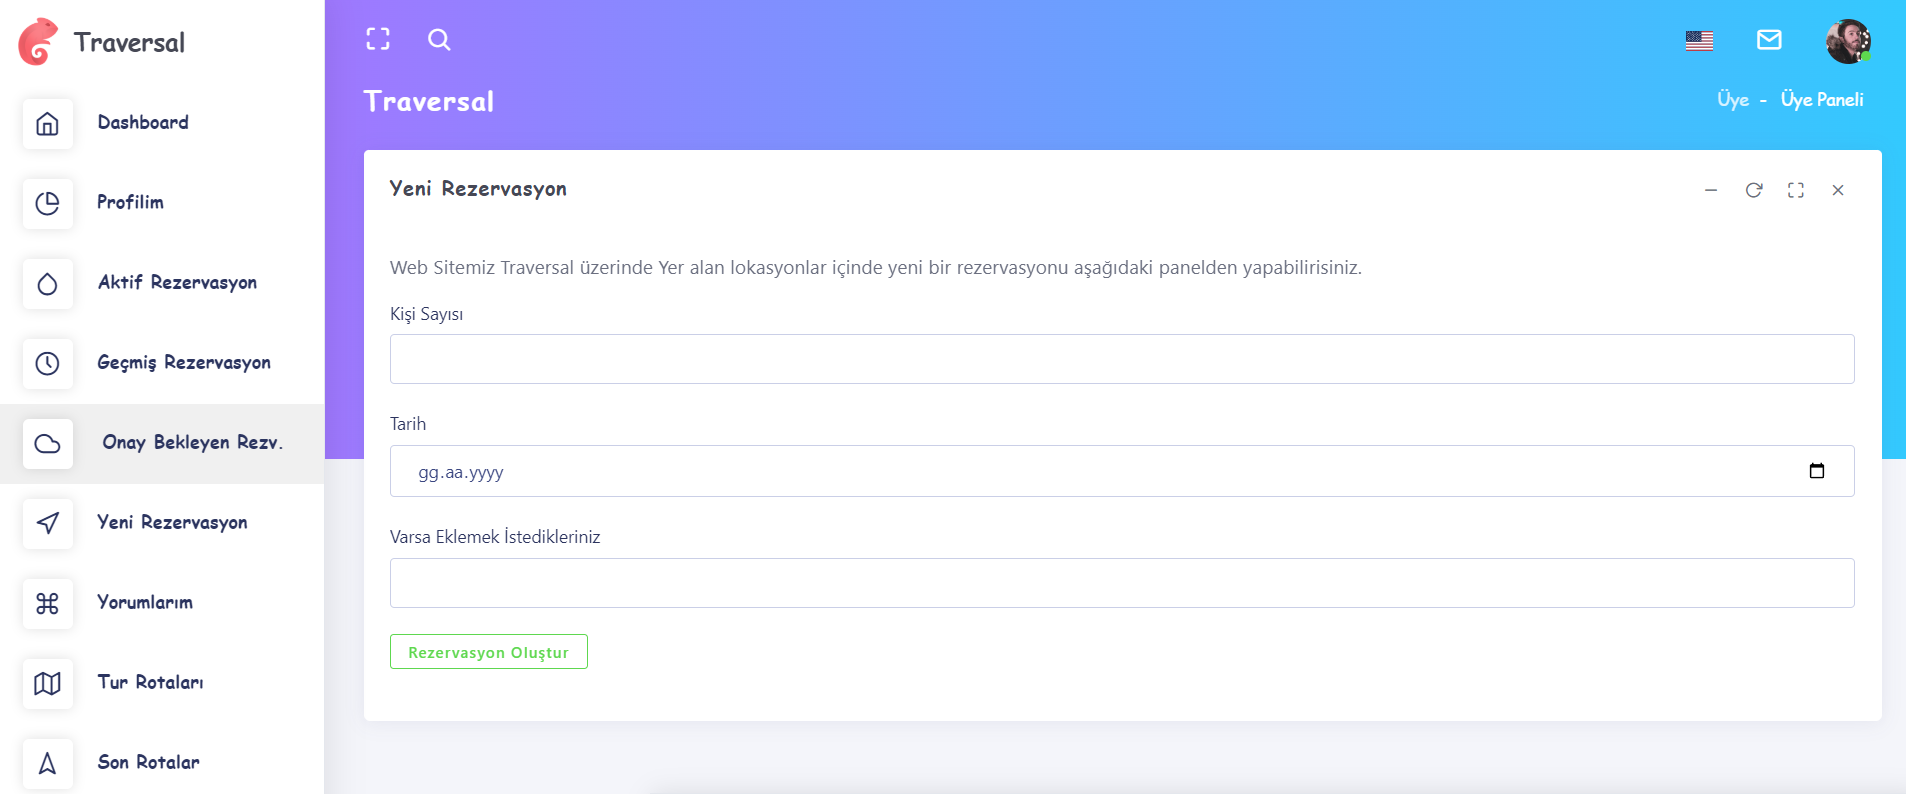 Traversal
Dashboard
Profilim
Aktif Rezervasyon
Geçmiş Rezervasyon
Onay Bekleyen Rezv.
Yeni Rezervasyon
Yorumlarım
Tur Rotaları
Son Rotalar
Traversal
Üye - Üye Paneli
Yeni Rezervasyon
Web Sitemiz Traversal üzerinde Yer alan lokasyonlar içinde yeni bir rezervasyonu aşağıdaki panelden yapabilirisiniz.
Kişi Sayısı
Tarih
gg.aa.yyyy
Varsa Eklemek İstedikleriniz
Rezervasyon Oluştur